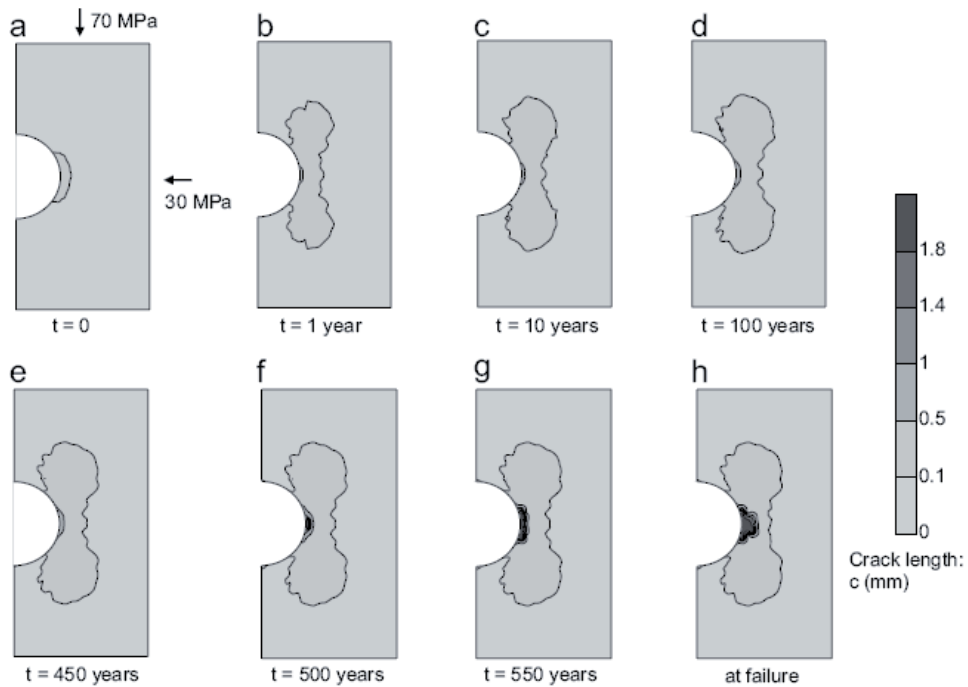 a
70 MPa
b
c
d
30 MPa
t = 0
t = 1 year
t = 10 years
t = 100 years
e
f
g
h
1.8
1.4
1
0.5
0.1
0
Crack length:
c (mm)
t = 450 years
t = 500 years
t = 550 years
at failure